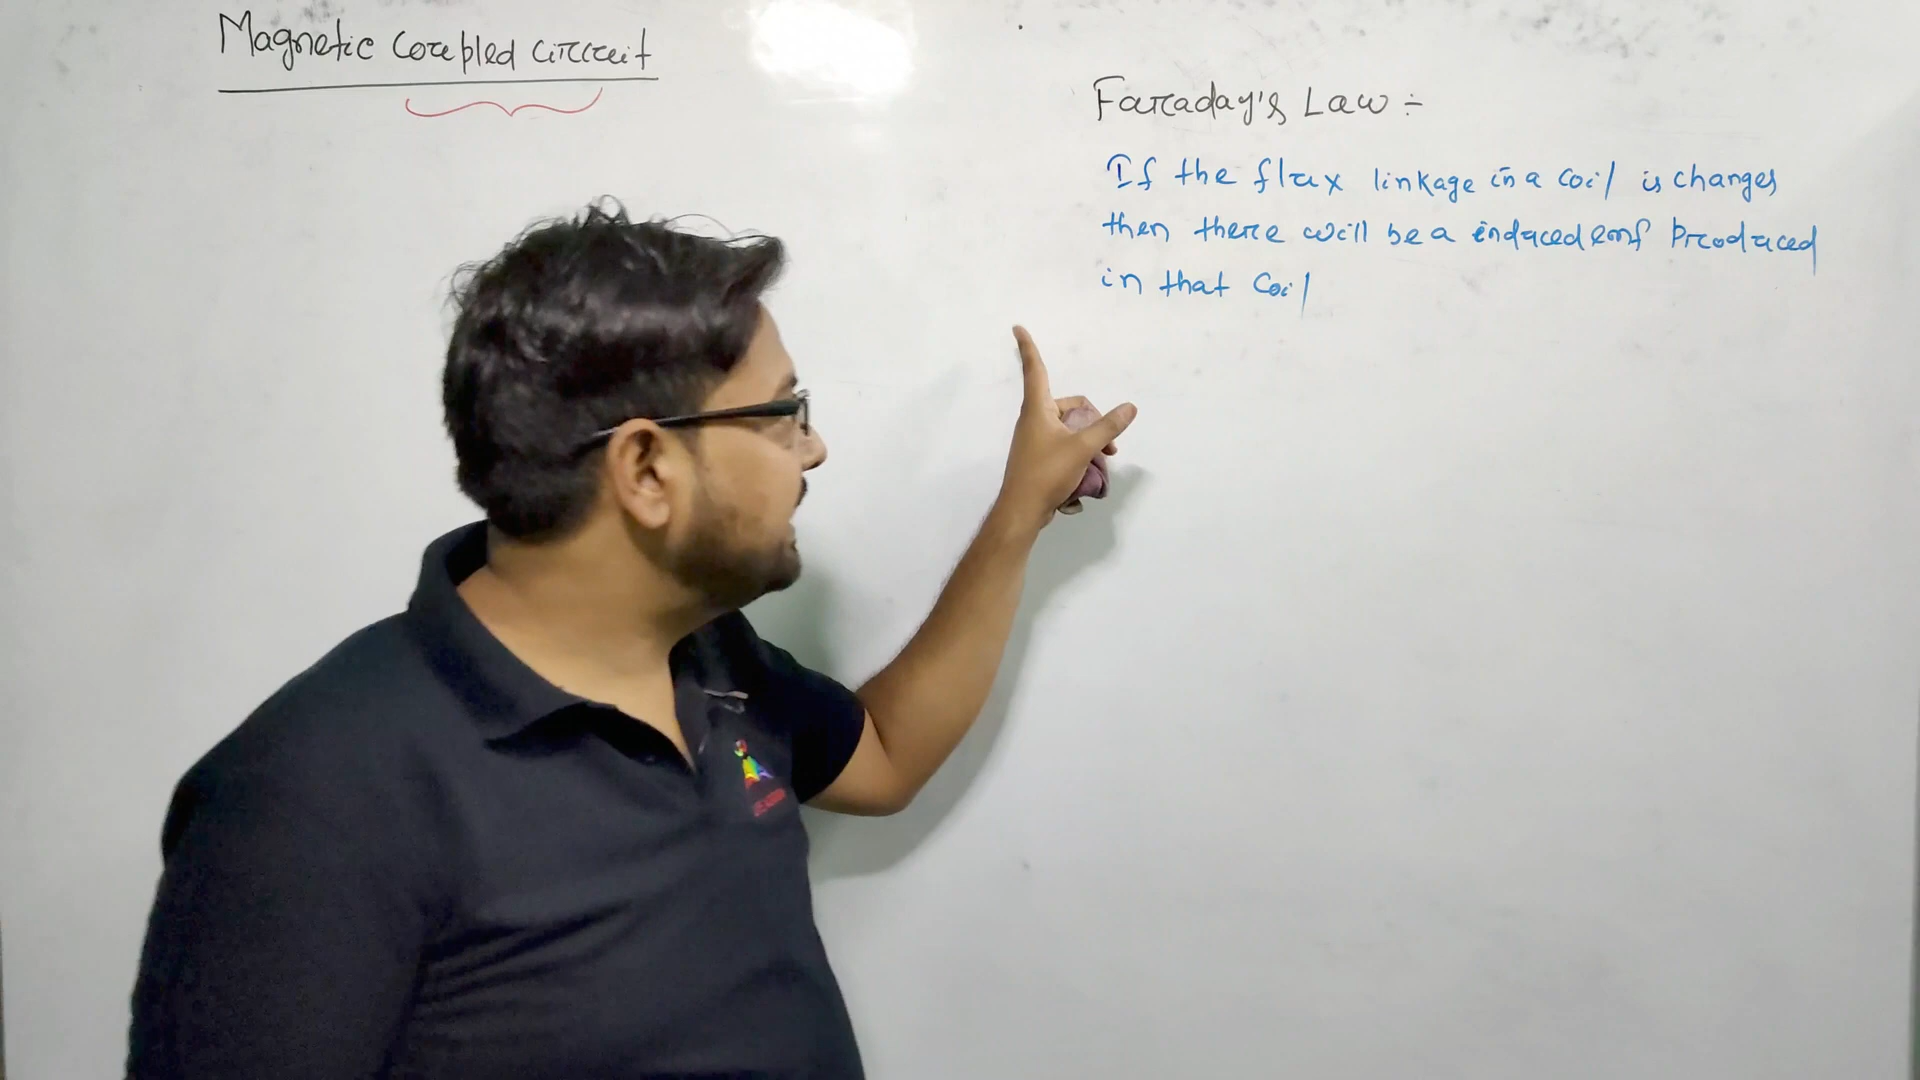 Magnetic Coupled circuit
Faraday's Law ÷
If the flux linkage in a coil is changes
then there will be a induced emf Produced
in that Coil